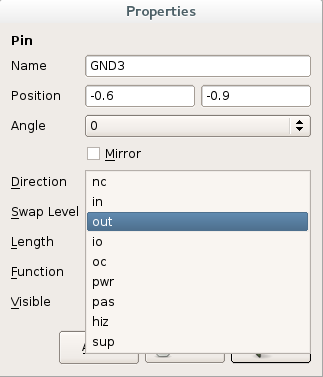 Properties
Pin
Name GND3
Position -0.6 -0.9
Angle 0
Mirror
Direction nc
in
Swap Level out
Length io
oc
Function pwr
Visible pas
hiz
sup